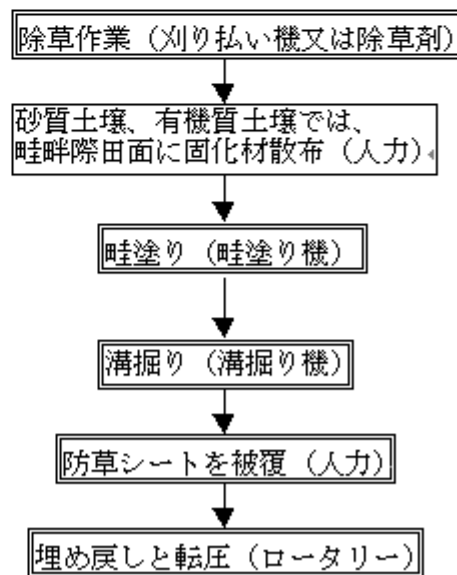 除草作業（刈り払い機又は除草剤）
砂質土壌、有機質土壌では、
畦畔際田面に固化材散布（人力）
畦塗り（畦塗り機）
溝掘り（溝掘り機）
防草シートを被覆（人力）
埋め戻しと転圧（ロータリー）